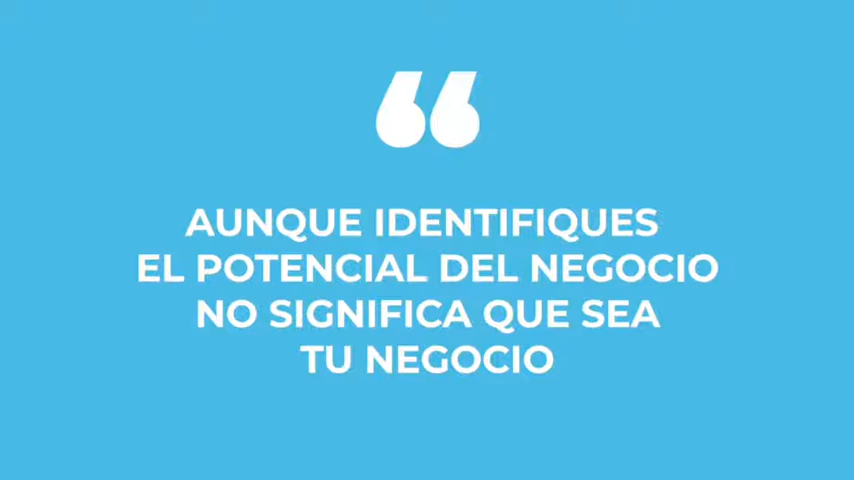 “
AUNQUE IDENTIFIQUES
EL POTENCIAL DEL NEGOCIO
NO SIGNIFICA QUE SEA
TU NEGOCIO